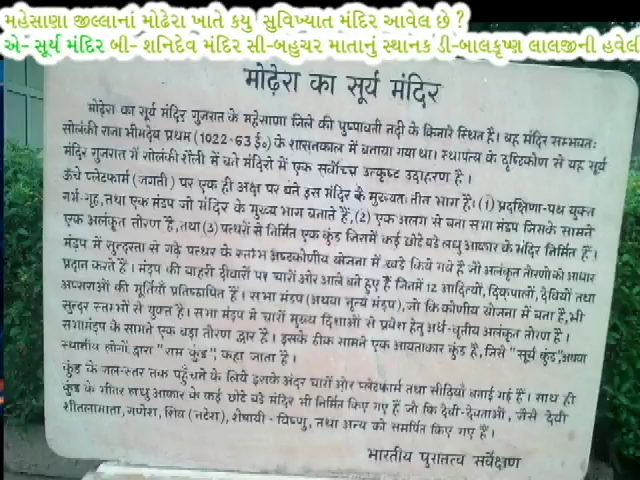 મહેસાણા જીલ્લાનાં મોઢેરા ખાતે કયુ સુવિખ્યાત મંદિર આવેલ છે ?
એ- સૂર્ય મંદિર બી- શનિદેવ મંદિર સી-બહુચર માતાનું સ્થાનક ડી-બાલકૃષ્ણ લાલજીની હવેલી
मोढ़ेरा का सूर्य मंदिर
मोढ़ेरा का सूर्य मंदिर गुजरात के महेसाणा जिले की पुष्पावती नदी के किनारे स्थित है। यह मंदिर सम्भवतः
सोलंकी राजा भीमदेव प्रथम (1022-63 ई०) के शासनकाल में बनाया गया था। स्थापत्य के दृष्टिकोण से यह सूर्य
मंदिर गुजरात में सोलंकी शैली में बने मंदिरों में एक सर्वोच्च उत्कृष्ट उदाहरण है।
ऊँचे प्लेटफार्म (जगती) पर एक ही अक्ष पर बने इस मंदिर के मुख्यतः तीन भाग हैः (1) प्रदक्षिणा-पथ युक्त
गर्भ-गृह, तथा एक मंडप जो मंदिर के मुख्य भाग बनाते हैं, (2) एक अलग से बना सभा मंडप जिसके सामने
एक अलंकृत तोरण है, तथा (3) पत्थरों से निर्मित एक कुंड जिसमें कई छोटे बड़े लघु आकार के मंदिर निर्मित हैं।
मंडप में सुन्दरता से गढ़े पत्थर के स्तम्भ अष्टकोणीय योजना में खड़े किये गये है जो अलंकृत तोरणों को आधार
प्रदान करते हैं। मंडप की बाहरी दीवारों पर चारों ओर आले बने हुए हैं जिनमें 12 आदित्यों, दिक्पालों, देवियों तथा
अप्सराओं की मूर्तियाँ प्रतिष्ठापित हैं। सभा मंडप (अथवा नृत्य मंडप), जो कि कोणीय योजना में बना है, भी
सुन्दर स्तम्भों से युक्त है। सभा मंडप में चारों मुख्य दिशाओं से प्रवेश हेतु अर्ध-वृत्तीय अलंकृत तोरण है।
सभामंडप के सामने एक बड़ा तोरण द्वार है। इसके ठीक सामने एक आयताकार कुंड है, जिसे "सूर्य कुंड" अथवा
स्थानीय लोगों द्वारा "राम कुंड" कहा जाता है।
कुंड के जल-स्तर तक पहुँचने के लिये इसके अंदर चारों ओर प्लेटफार्म तथा सीढियाँ बनाई गई है। साथ ही
कुंड के भीतर लघु आकार के कई छोटे बड़े मंदिर भी निर्मित किए गए है जो कि देवी-देवताओं, जैसे देवी
शीतलामाता, गणेश, शिव (नटेश), शेषाशायी-विष्णु, तथा अन्य को समर्पित किए गए हैं।
भारतीय पुरातत्व सर्वेक्षण